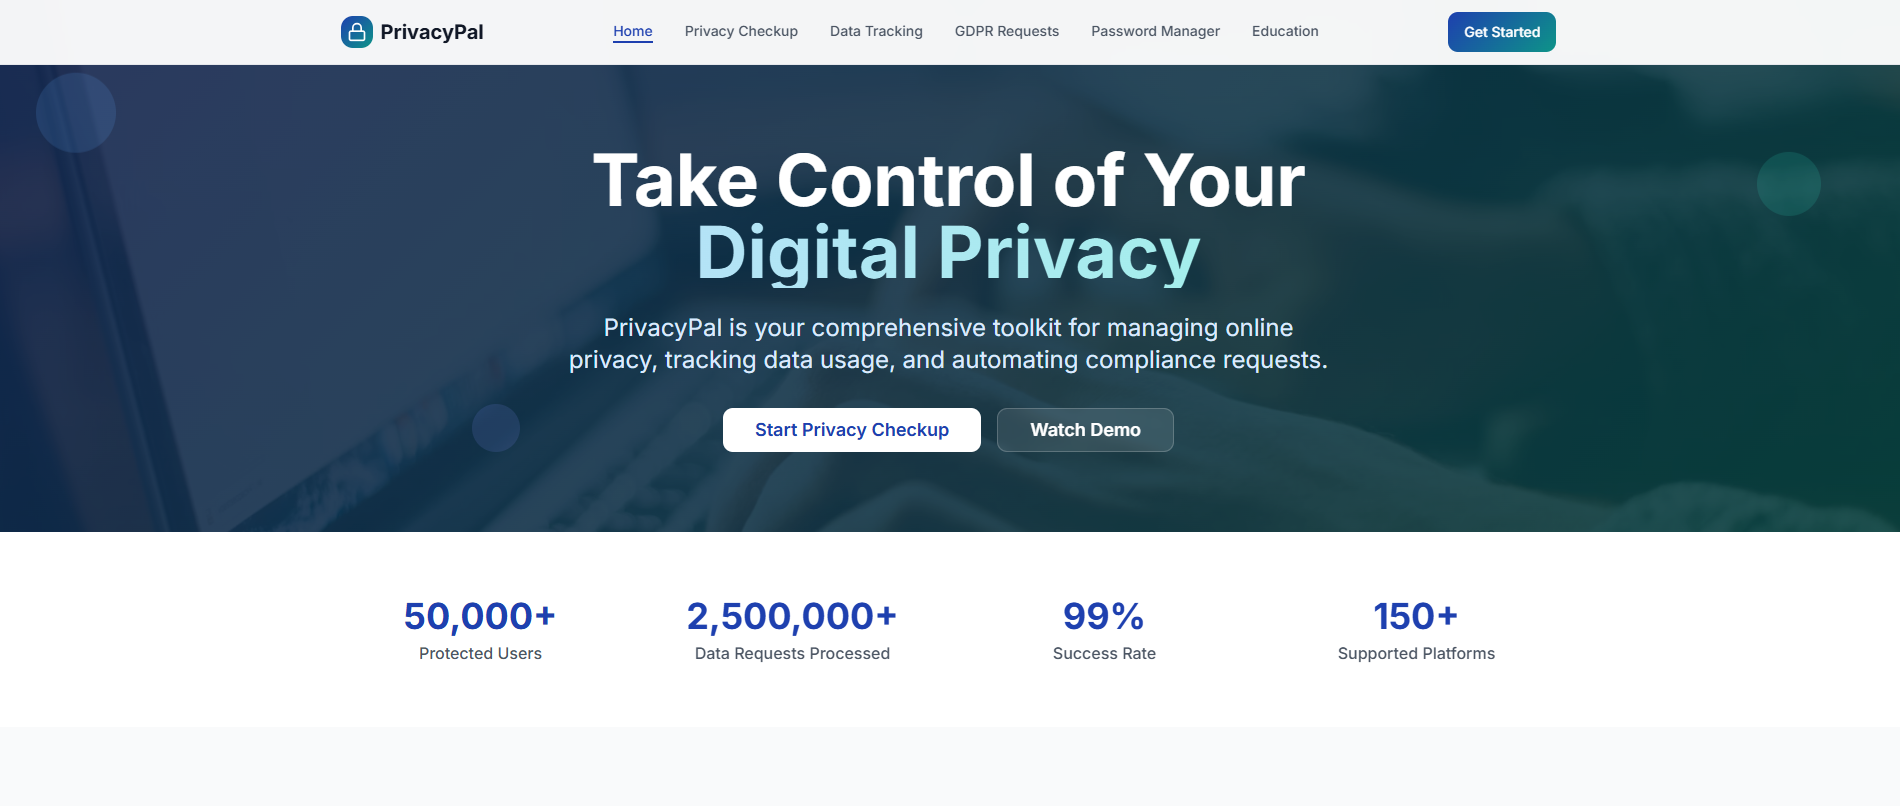 PrivacyPal
Home
Privacy Checkup
Data Tracking
GDPR Requests
Password Manager
Education
Get Started
Take Control of Your
Digital Privacy
PrivacyPal is your comprehensive toolkit for managing online
privacy, tracking data usage, and automating compliance requests.
Start Privacy Checkup
Watch Demo
50,000+
Protected Users
2,500,000+
Data Requests Processed
99%
Success Rate
150+
Supported Platforms